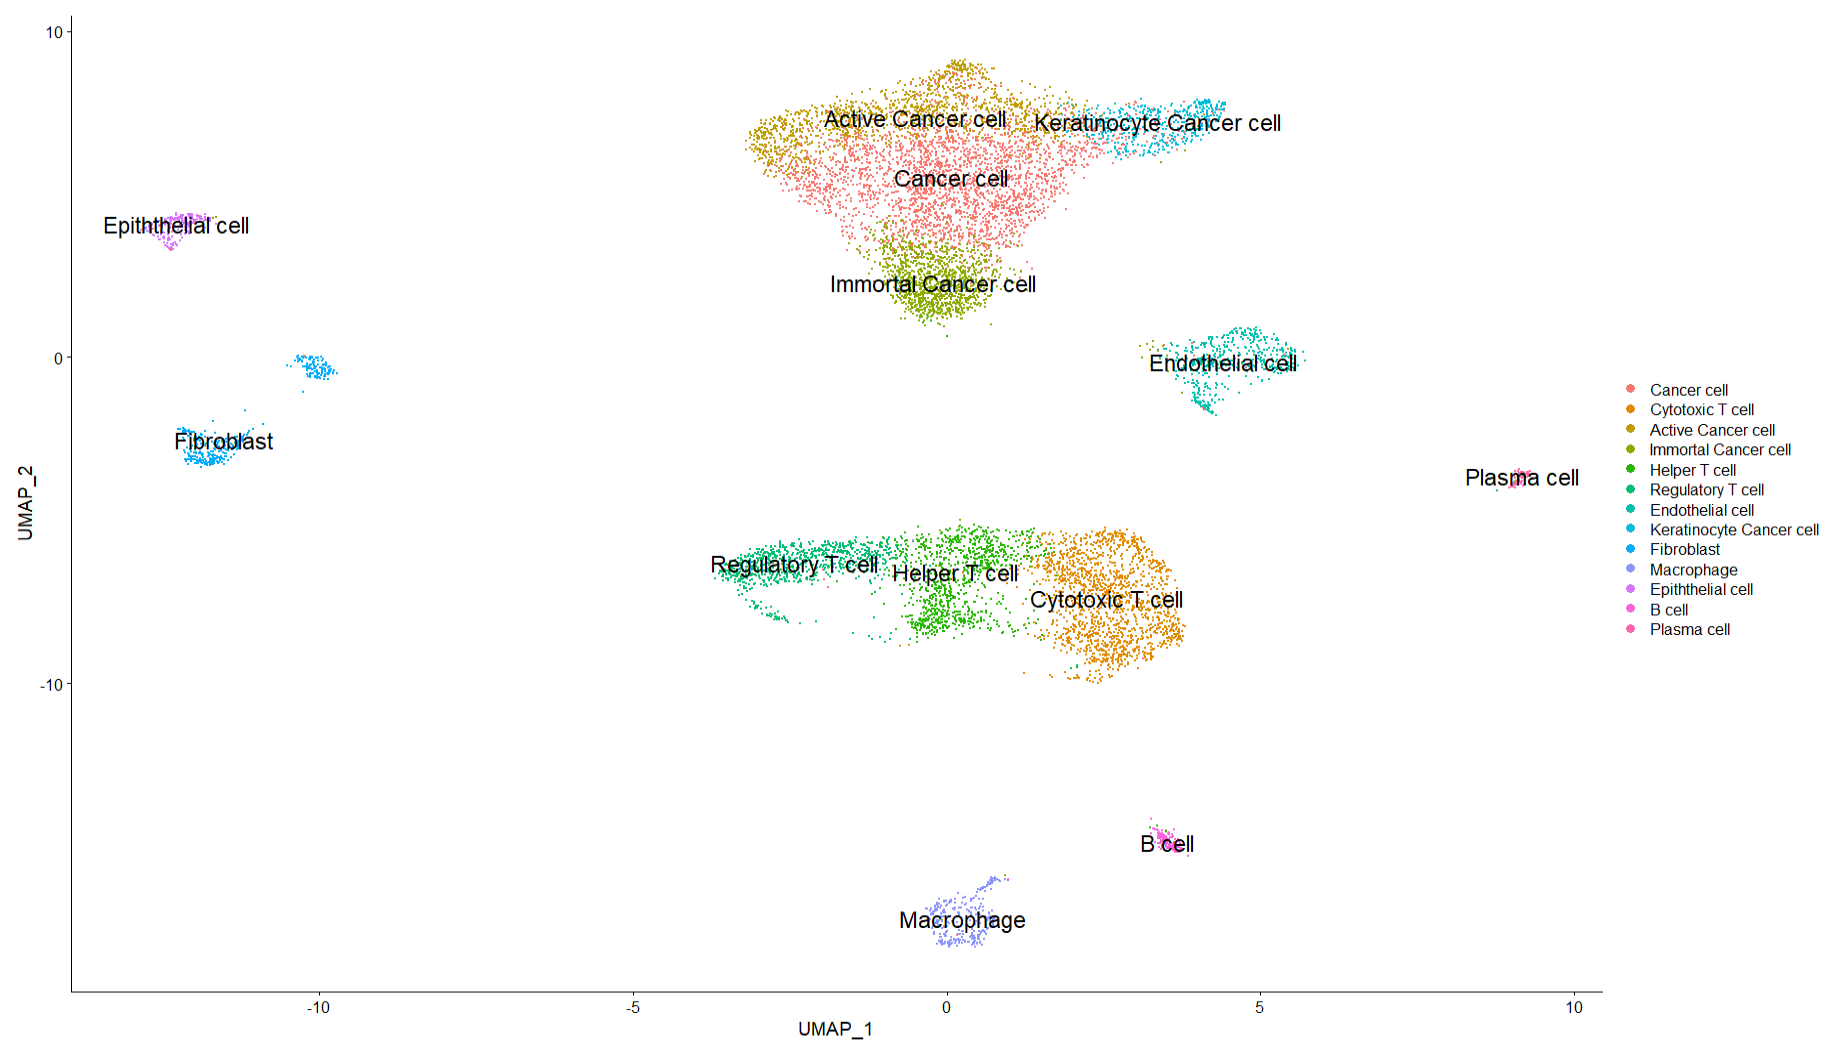 10
0
-10
UMAP_2
Active Cancer cell
Keratinocyte Cancer cell
Cancer cell
Epiththelial cell
Immortal Cancer cell
Endothelial cell
Fibroblast
Plasma cell
Regulatory T cell
Helper T cell
Cytotoxic T cell
B cell
Macrophage
-10
-5
0
5
10
UMAP_1
Cancer cell
Cytotoxic T cell
Active Cancer cell
Immortal Cancer cell
Helper T cell
Regulatory T cell
Endothelial cell
Keratinocyte Cancer cell
Fibroblast
Macrophage
Epiththelial cell
B cell
Plasma cell